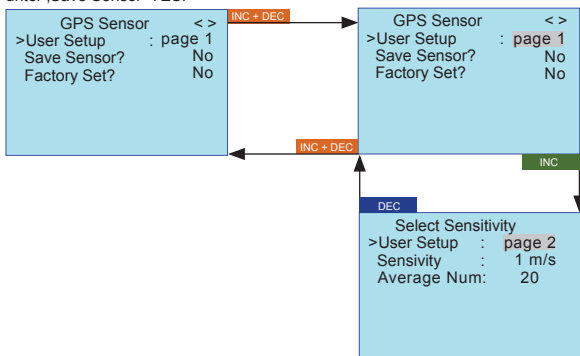 unter ‚Save Sensor' YES.
GPS Sensor < >
>User Setup : page 1
Save Sensor? No
Factory Set? No
INC + DEC
GPS Sensor < >
>User Setup : page 1
Save Sensor? No
Factory Set? No
INC + DEC
INC
DEC
Select Sensitivity
>User Setup : page 2
Sensivity : 1 m/s
Average Num: 20